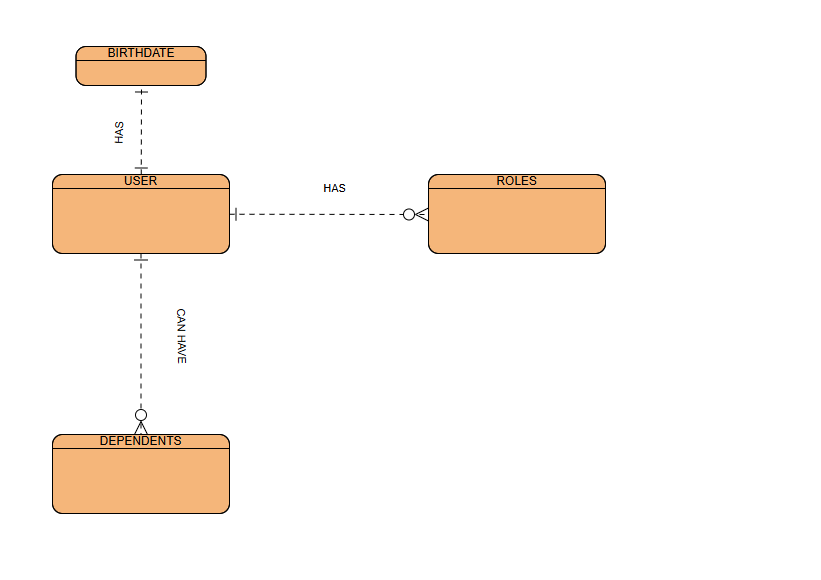 BIRTHDATE
HAS
USER
HAS
ROLES
CAN HAVE
DEPENDENTS